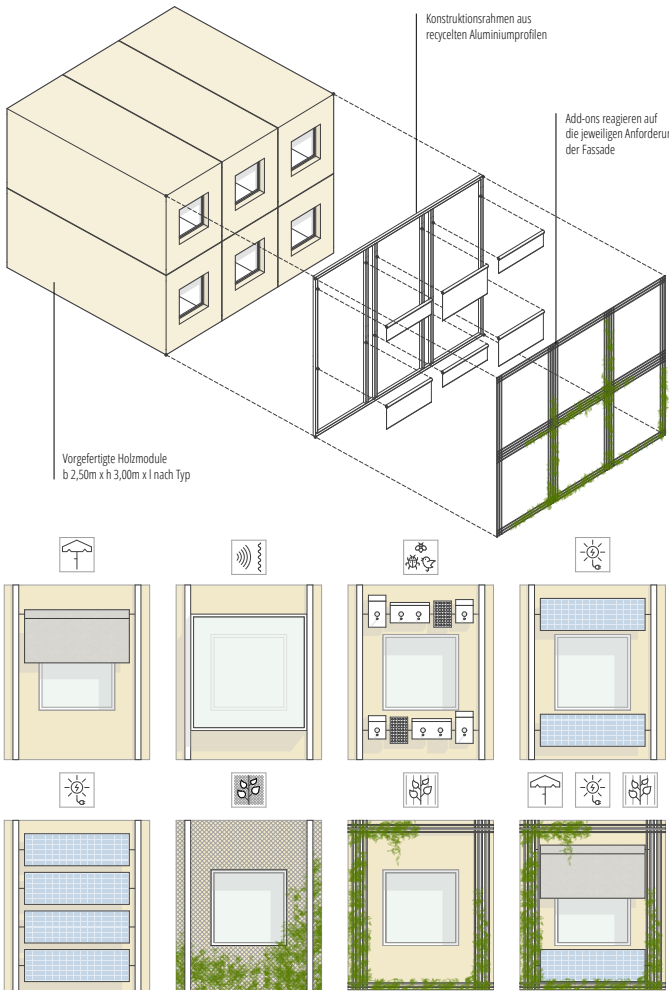 Konstruktionsrahmen aus
recycelten Aluminiumprofilen
Add-ons reagieren auf
die jeweiligen
der Fassade
Vorgefertigte Holzmodule
b 2,50m x h 3,00m x l nach Typ